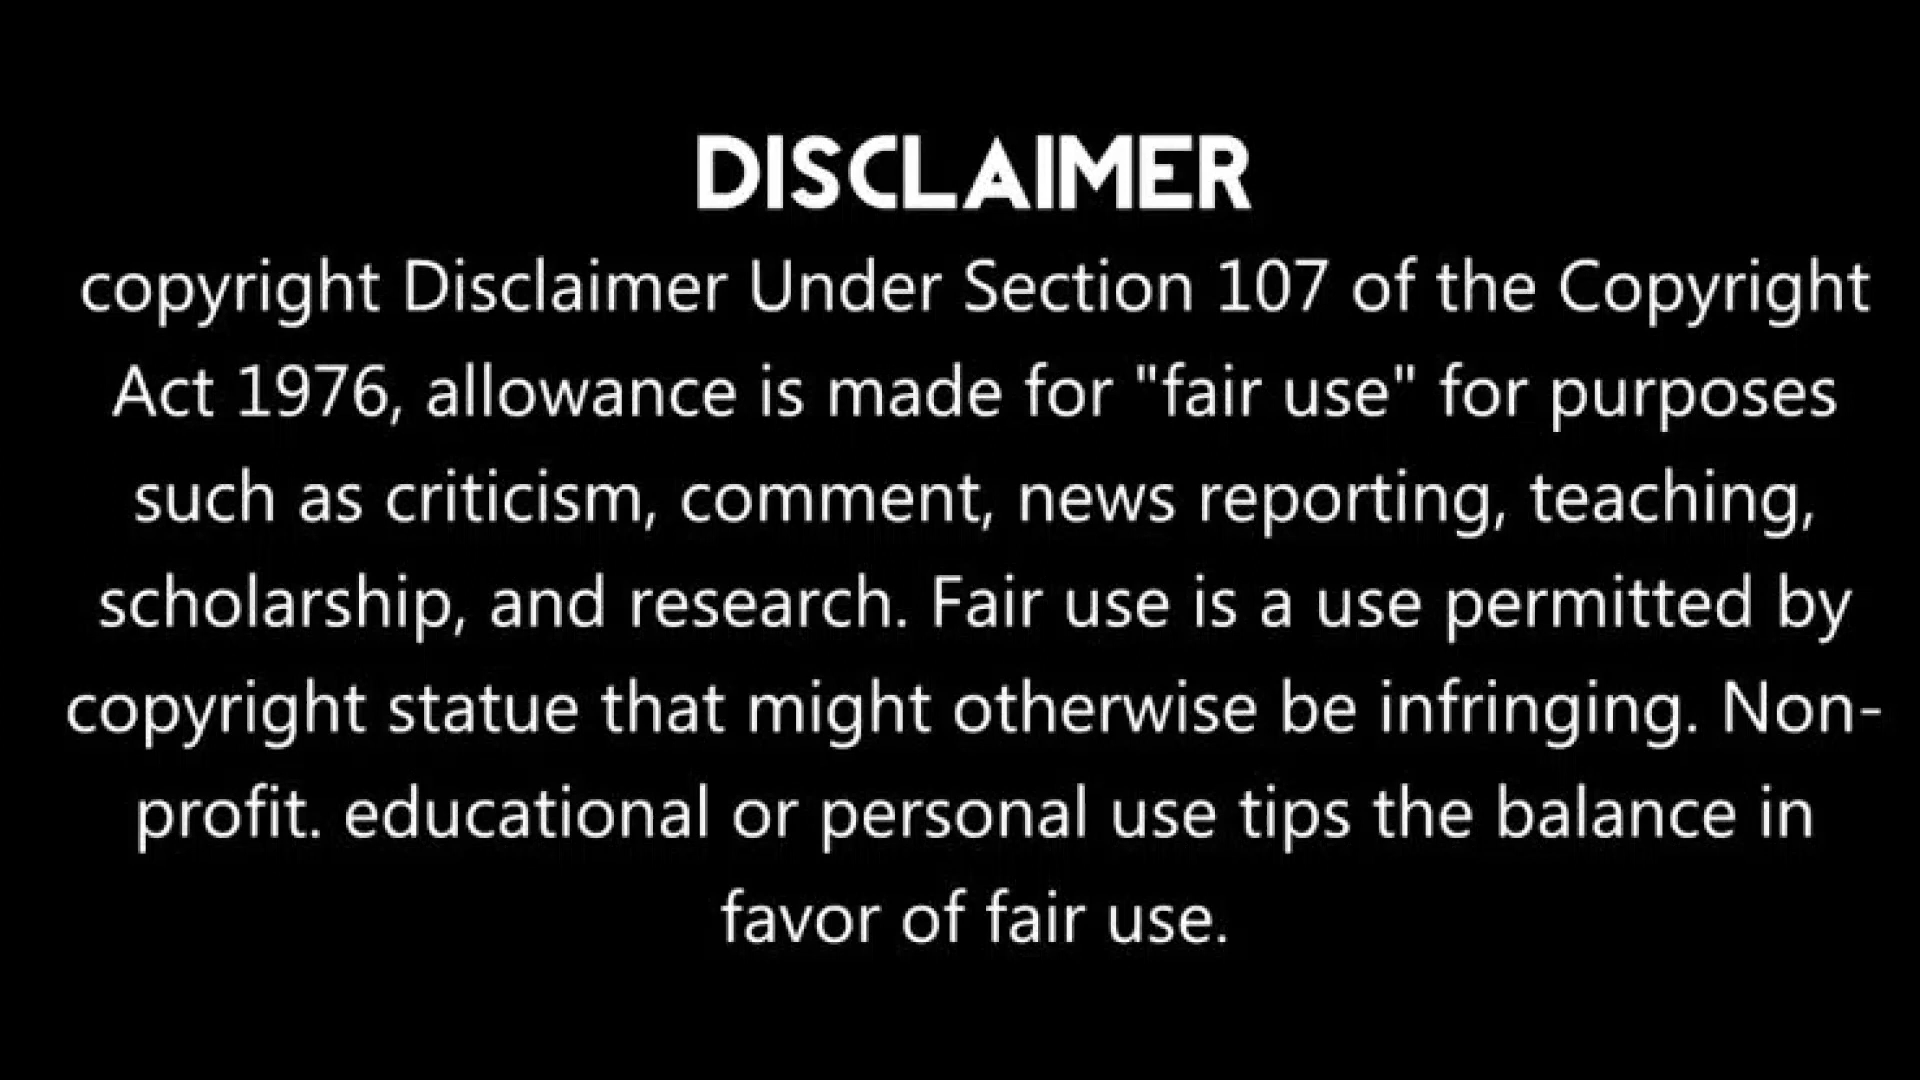 DISCLAIMER
copyright Disclaimer Under Section 107 of the Copyright
Act 1976, allowance is made for "fair use" for purposes
such as criticism, comment, news reporting, teaching,
scholarship, and research. Fair use is a use permitted by
copyright statue that might otherwise be infringing. Non-
profit. educational or personal use tips the balance in
favor of fair use.